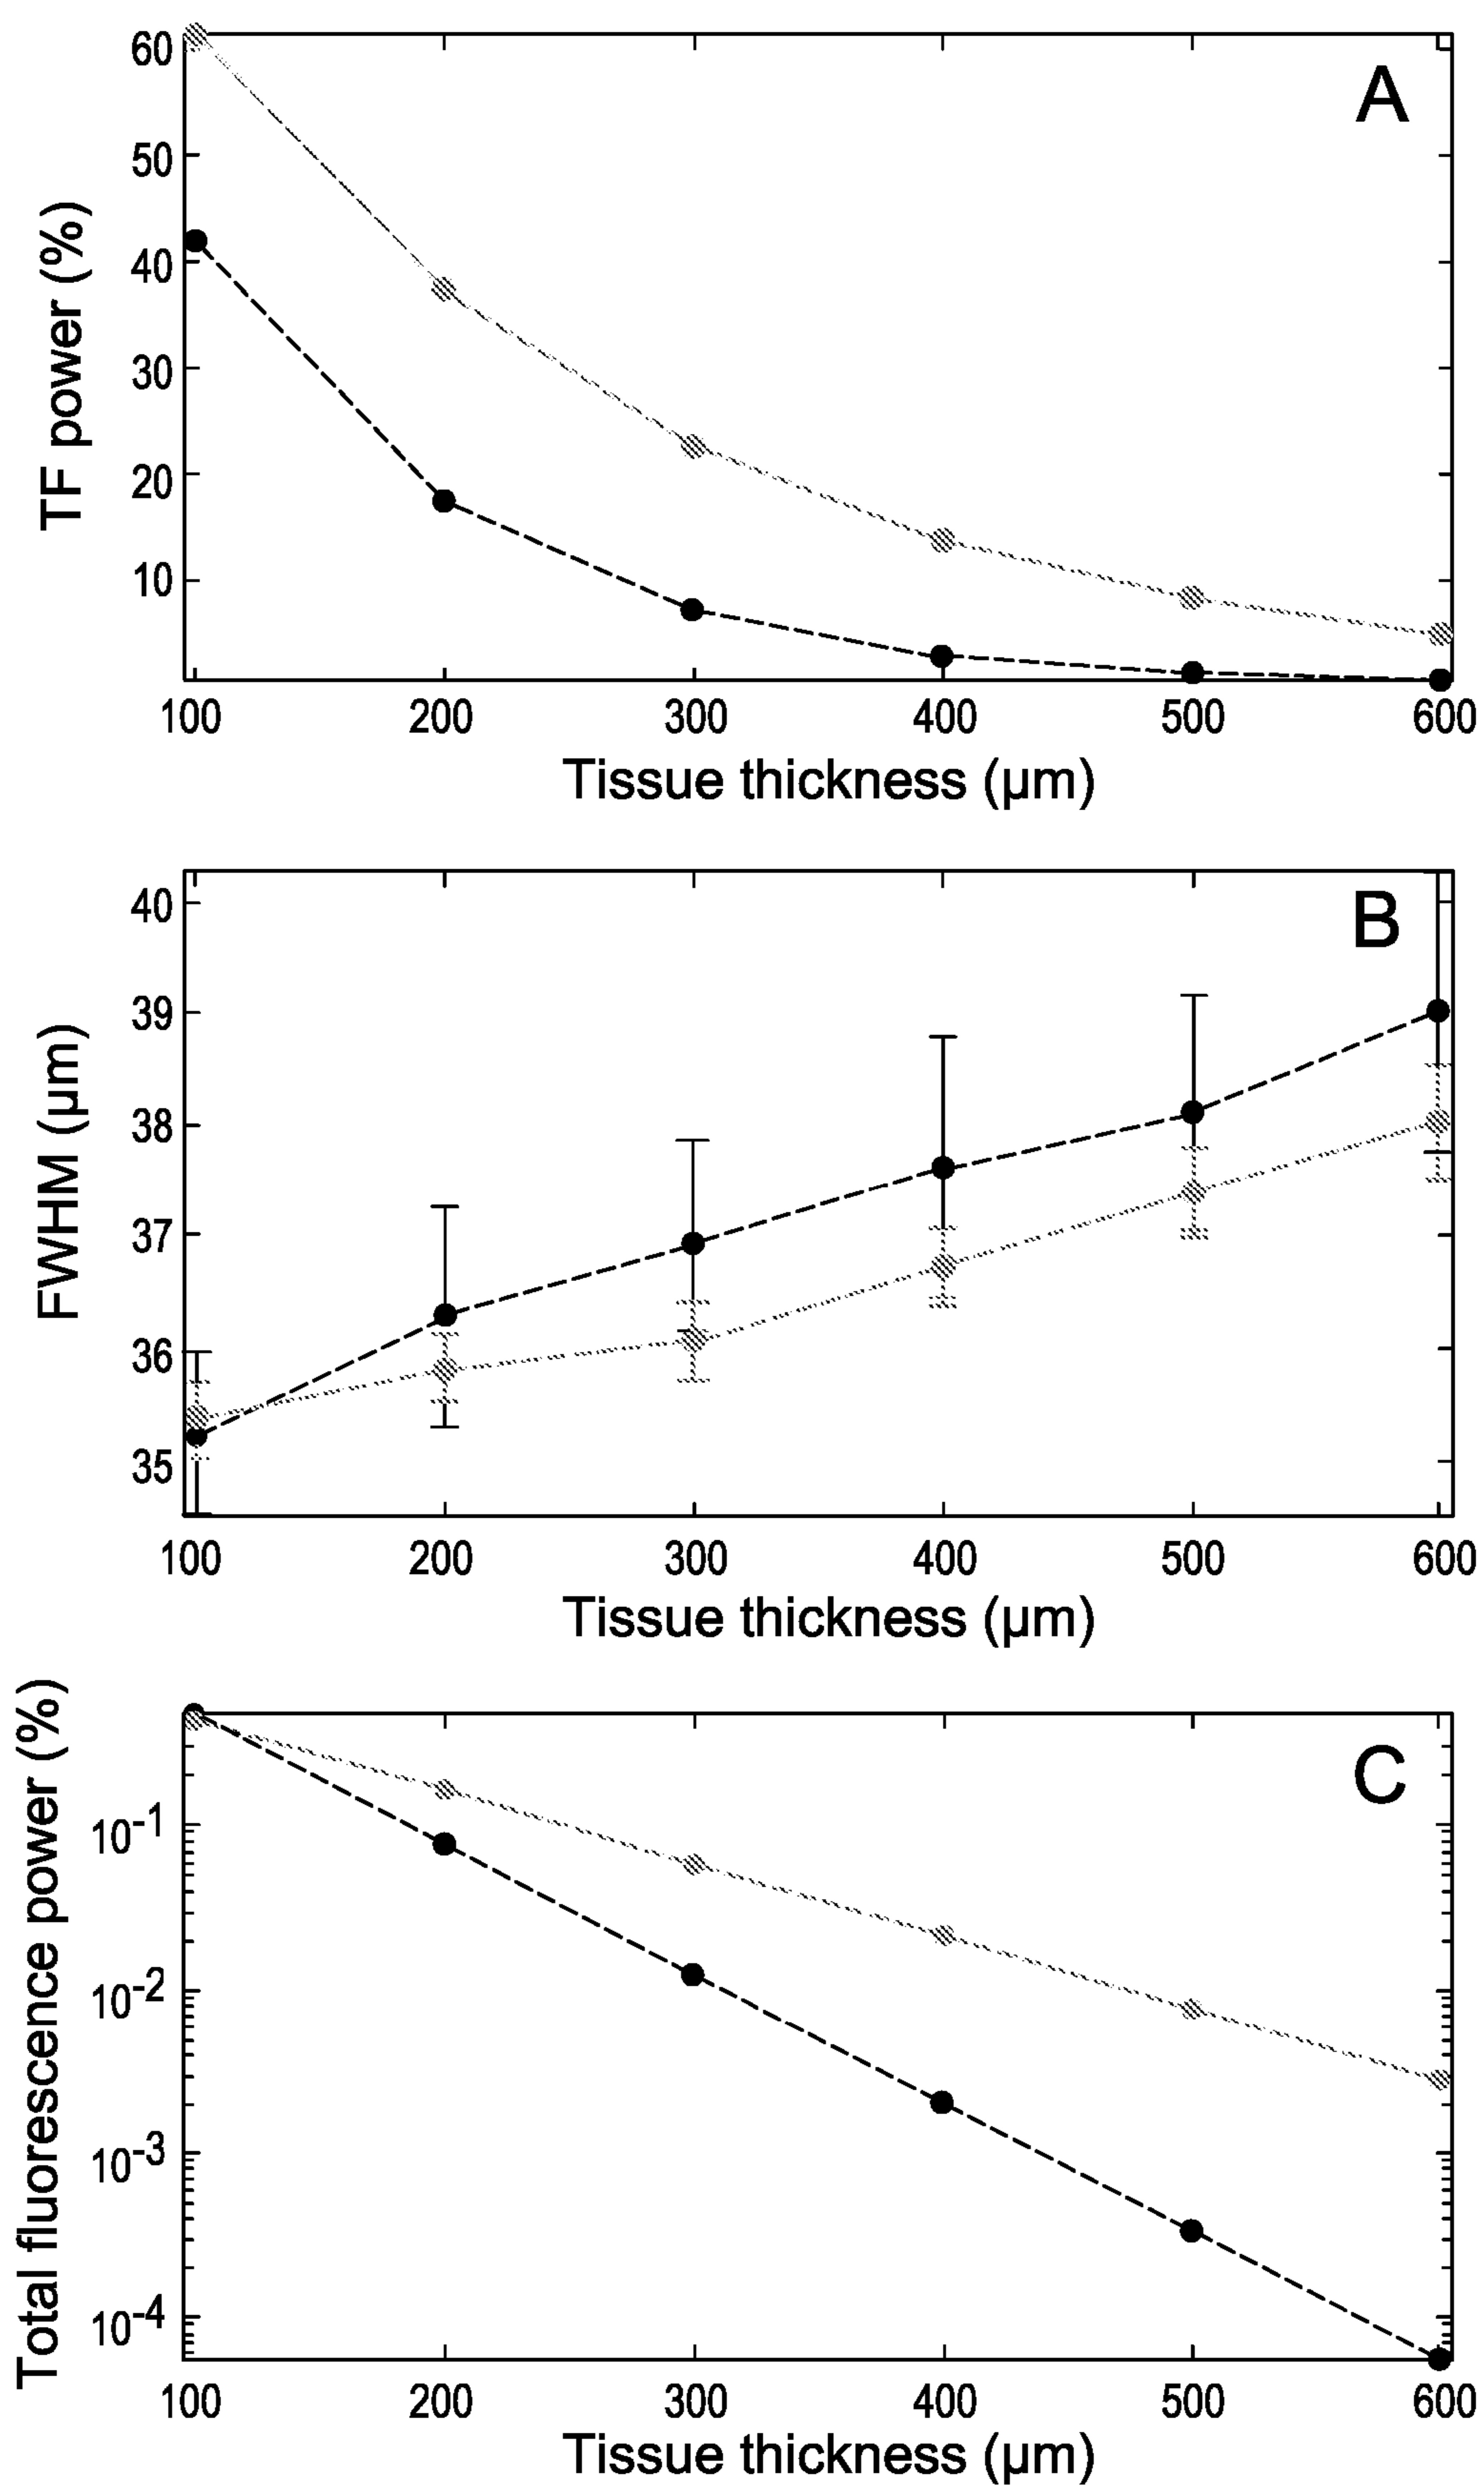 A
60
50
40
30
20
10
TF power (%)
100 200 300 400 500 600
Tissue thickness (µm)
B
40
39
38
37
36
35
FWHM (µm)
100 200 300 400 500 600
Tissue thickness (µm)
C
10-1
10-2
10-3
10-4
Total fluorescence power (%)
100 200 300 400 500 600
Tissue thickness (µm)